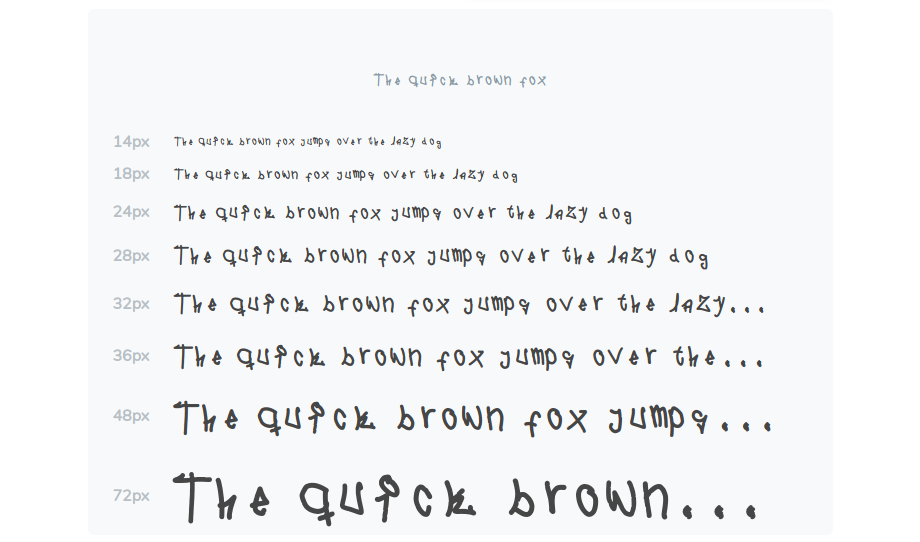 The quick brown fox
14px The quick brown fox jumps over the lazy dog
18px The quick brown fox jumps over the lazy dog
24px The quick brown fox jumps over the lazy dog
28px The quick brown fox jumps over the lazy dog
32px The quick brown fox jumps over the lazy...
36px The quick brown fox jumps over the...
48px The quick brown fox jumps...
72px The quick brown...